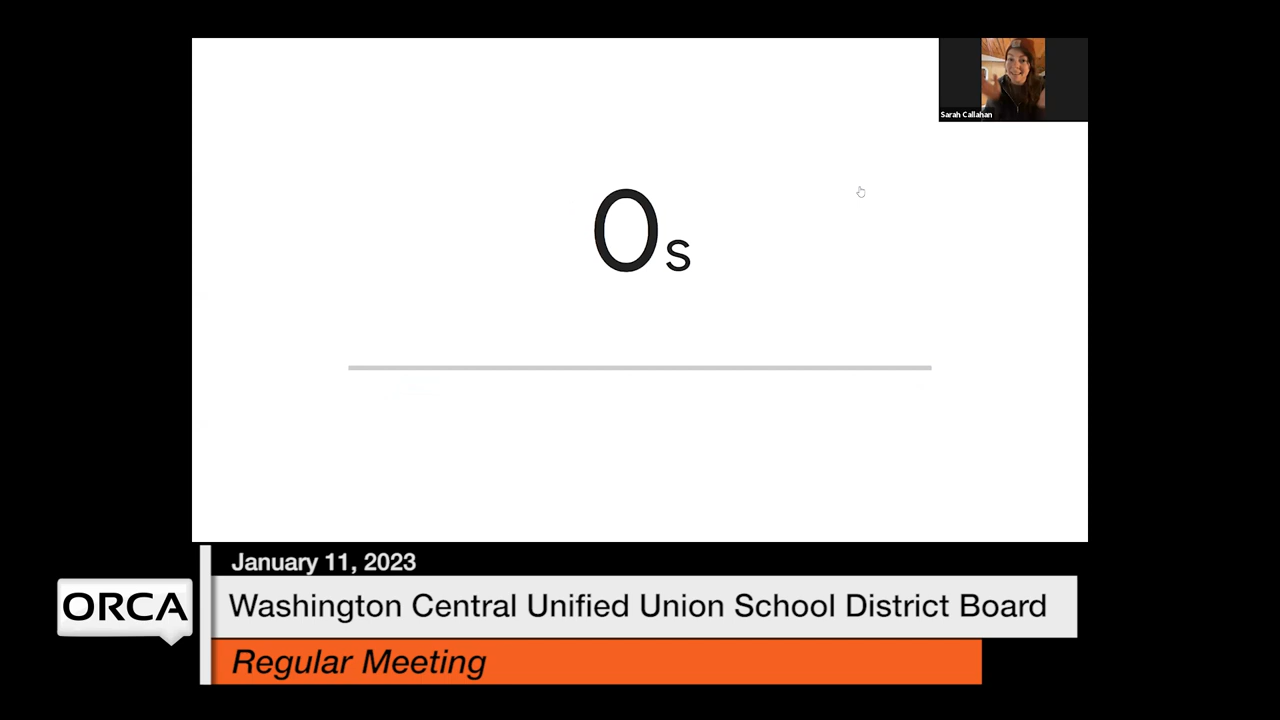 Sarah Callahan
0s
January 11, 2023
ORCA
Washington Central Unified Union School District Board
Regular Meeting